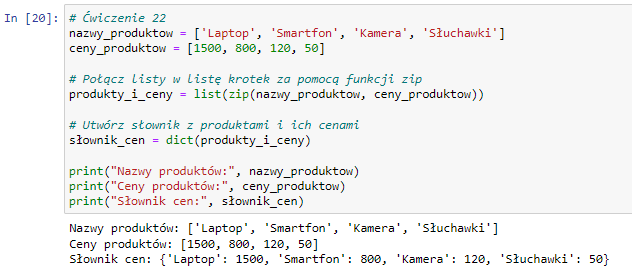 In [20]: # Ćwiczenie 22
nazwy_produktow = ['Laptop', 'Smartfon', 'Kamera', 'Słuchawki']
ceny_produktow = [1500, 800, 120, 50]
# Połącz listy w listę krotek za pomocą funkcji zip
produkty_i_ceny = list(zip(nazwy_produktow, ceny_produktow))
# Utwórz słownik z produktami i ich cenami
słownik_cen = dict(produkty_i_ceny)
print("Nazwy produktów:", nazwy_produktow)
print("Ceny produktów:", ceny_produktow)
print("Słownik cen:", słownik_cen)
Nazwy produktów: ['Laptop', 'Smartfon', 'Kamera', 'Słuchawki']
Ceny produktów: [1500, 800, 120, 50]
Słownik cen: {'Laptop': 1500, 'Smartfon': 800, 'Kamera': 120, 'Słuchawki': 50}